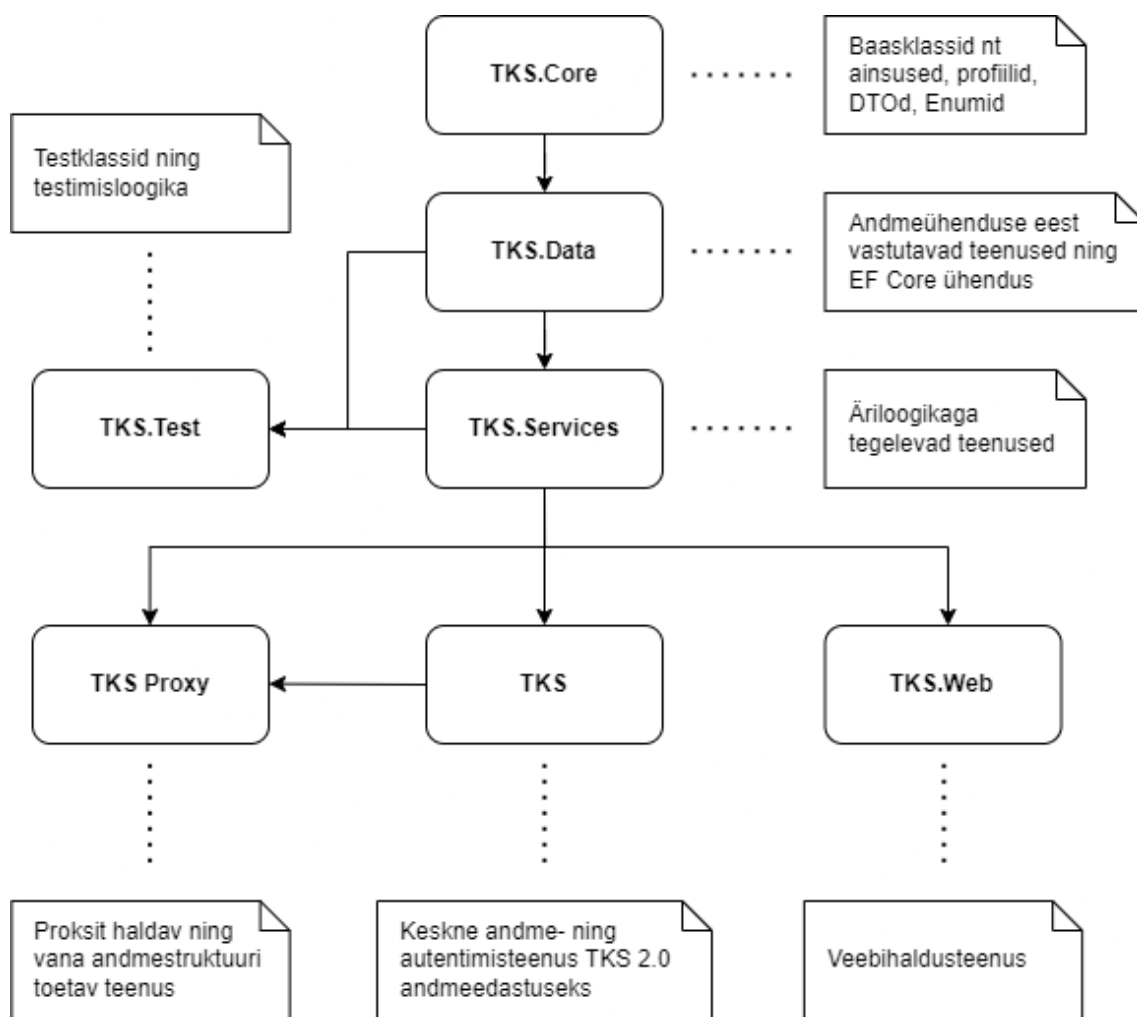 TKS.Core
Baasklassid nt
ainsused, profiilid,
DTOd, Enumid
Testklassid ning
testimisloogika
TKS.Data
Andmeühenduse eest
vastutavad teenused ning
EF Core ühendus
TKS.Test
TKS.Services
Äriloogikaga
tegelevad teenused
TKS Proxy
TKS
TKS.Web
Proksit haldav ning
vana andmestruktuuri
toetav teenus
Keskne andme- ning
autentimisteenus TKS 2.0
andmeedastuseks
Veebihaldusteenus